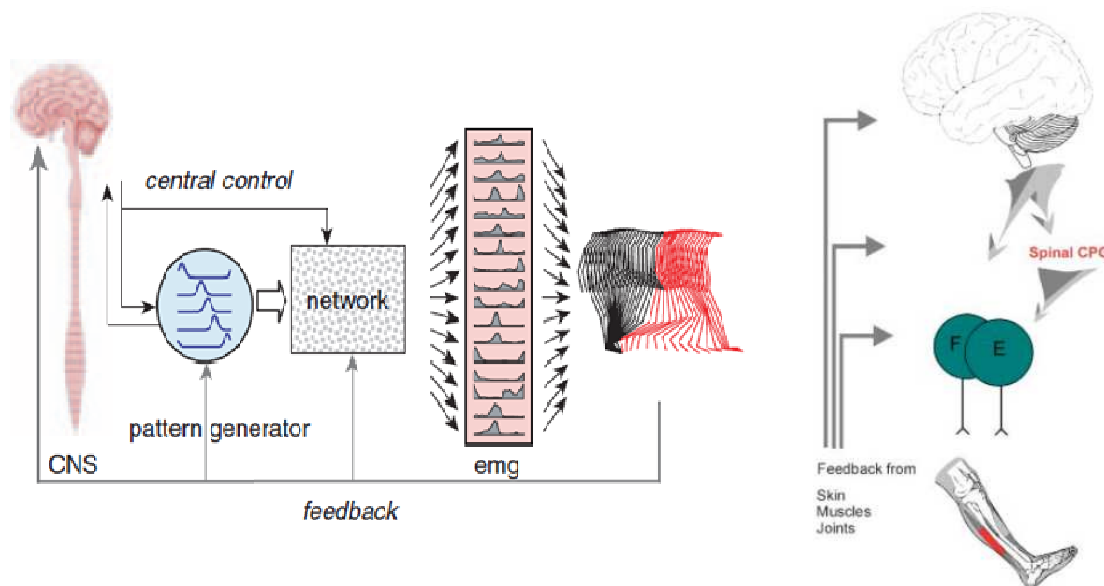 central control
network
pattern generator
CNS
emg
feedback
Spinal CPG
F
E
Feedback from
Skin
Muscles
Joints